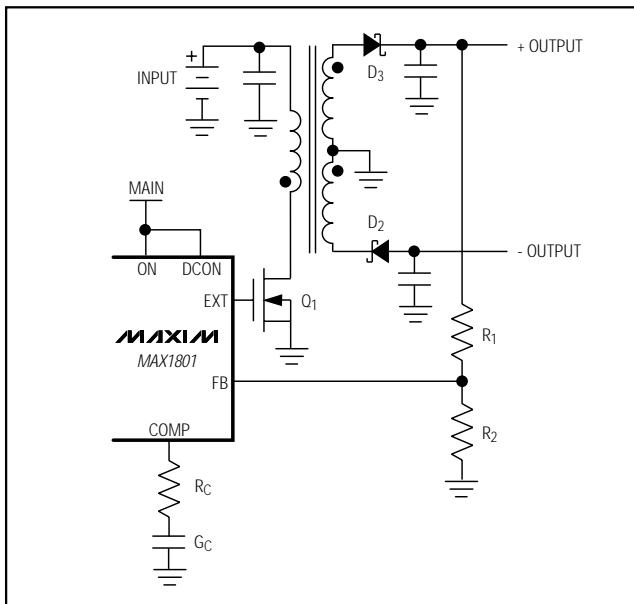 + OUTPUT
+
INPUT
D3
MAIN
D2
- OUTPUT
ON DCON
EXT
Q1
R1
MAXIM
MAX1801
FB
COMP
R2
RC
GC